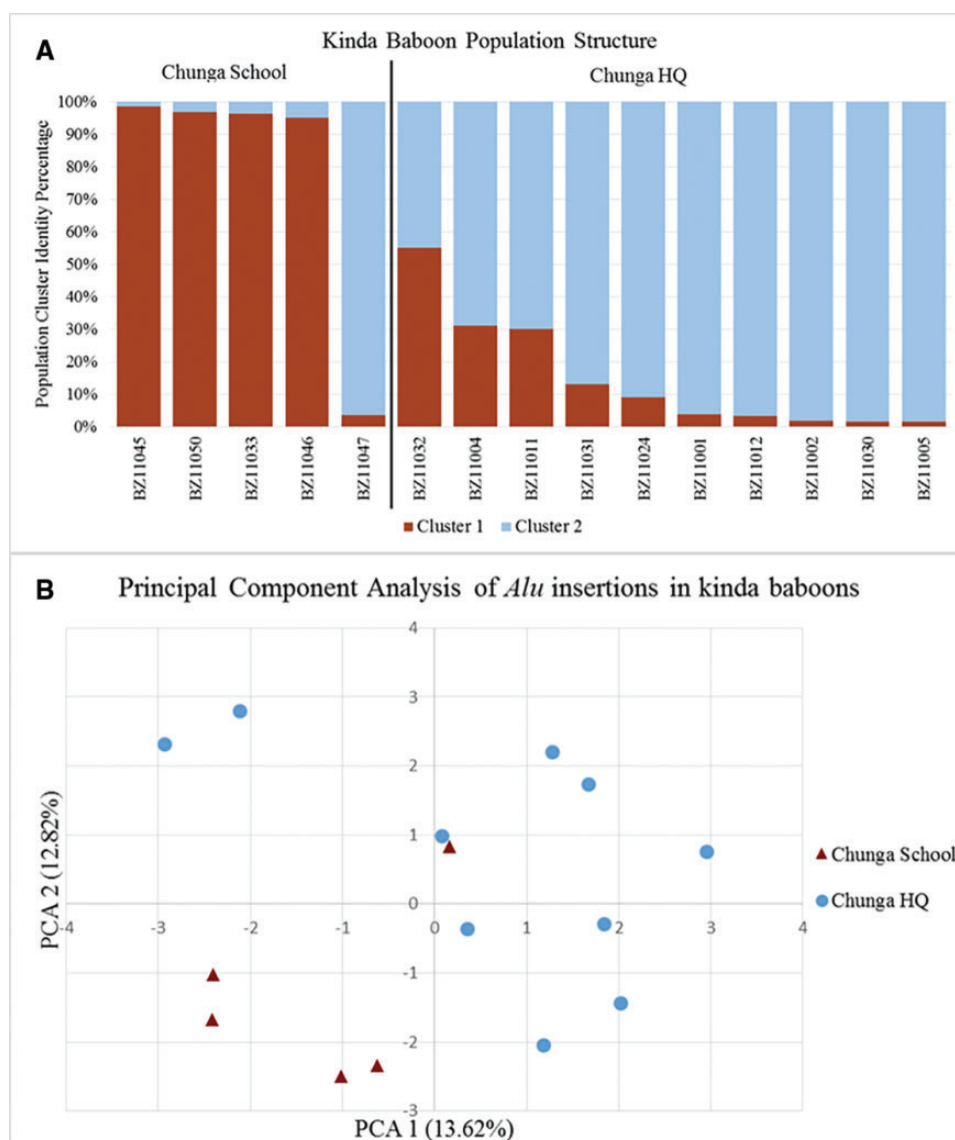 A
Kinda Baboon Population Structure
Chunga School
Chunga HQ
Population Cluster Identity Percentage
100%
90%
80%
70%
60%
50%
40%
30%
20%
10%
0%
BZ11045
BZ11050
BZ11033
BZ11046
BZ11047
BZ11032
BZ11004
BZ11011
BZ11031
BZ11024
BZ11001
BZ11012
BZ11002
BZ11030
BZ11005
Cluster 1
Cluster 2
B
Principal Component Analysis of Alu insertions in kinda baboons
PCA 2 (12.82%)
4
3
2
1
0
-1
-2
-3
-4
-3
-2
-1
0
1
2
3
4
PCA 1 (13.62%)
Chunga School
Chunga HQ